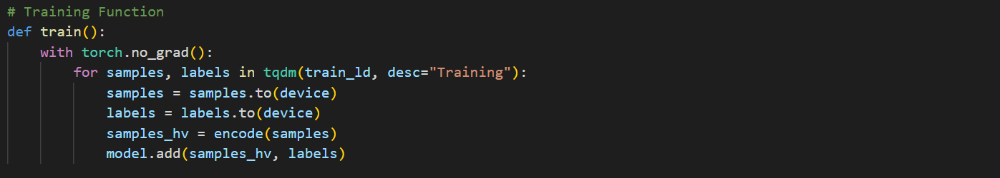 # Training Function
def train():
    with torch.no_grad():
        for samples, labels in tqdm(train_ld, desc="Training"):
            samples = samples.to(device)
            labels = labels.to(device)
            samples_hv = encode(samples)
            model.add(samples_hv, labels)